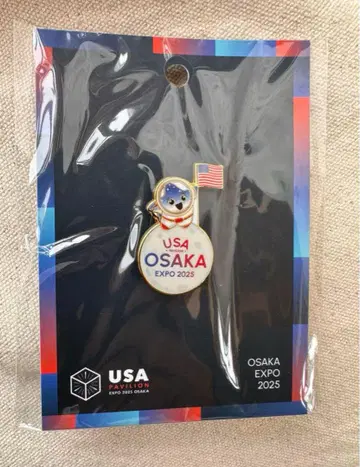 USA
PAVILION
OSAKA
EXPO 2025
USA
PAVILION
EXPO 2025 OSAKA
OSAKA
EXPO
2025